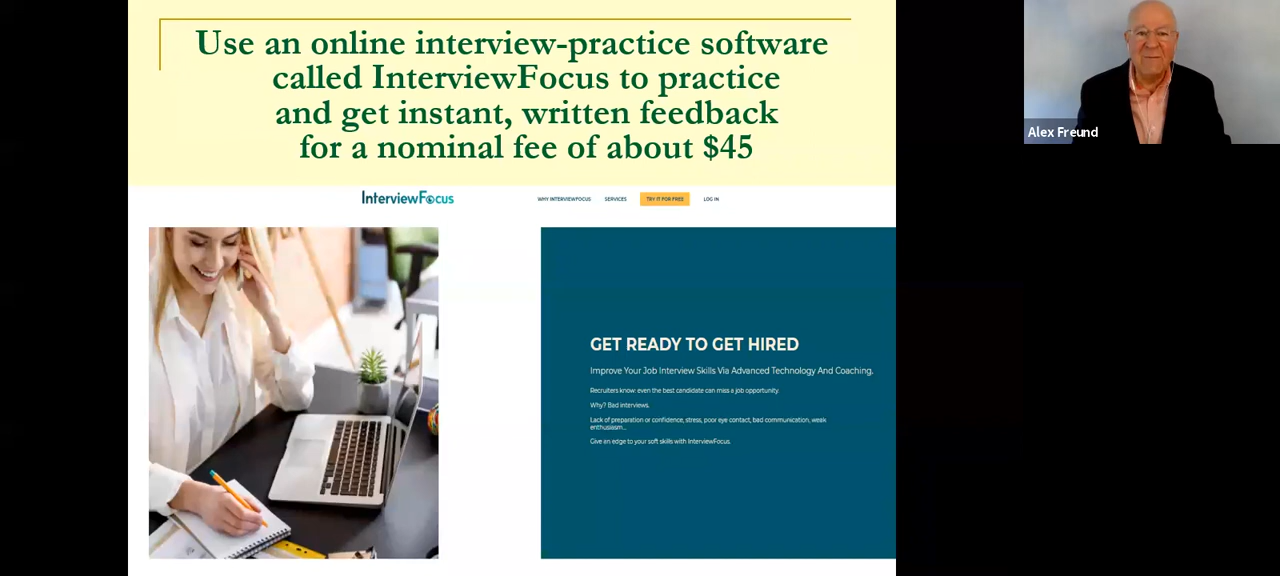 Use an online interview-practice software
called InterviewFocus to practice
and get instant, written feedback
for a nominal fee of about $45
InterviewFocus
WHY INTERVIEWFOCUS SERVICES TRY IT FOR FREE LOG IN
GET READY TO GET HIRED
Improve Your Job Interview Skills Via Advanced Technology And Coaching.
Recruiters know: even the best candidate can miss a job opportunity.
Why? Bad interviews.
Lack of preparation or confidence, stress, poor eye contact, bad communication, weak
enthusiasm...
Give an edge to your soft skills with InterviewFocus.
Alex Freund